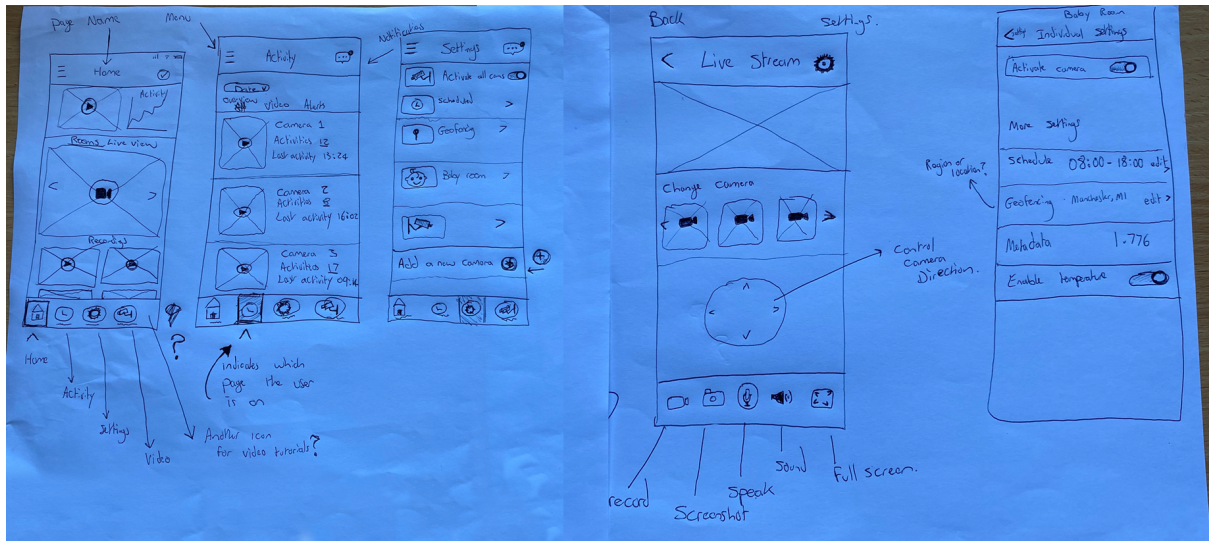 Page Name
Menu
Notification
Home
Activity
Rooms Live view
Recordings
Home
Activity
Settings
Video
Another icon
for video tutorials?
?
Activity
Date
Overview Video Alerts
Camera 1
Activities 12
Last activity 13:24
Camera 2
Activities 8
Last activity 16:02
Camera 3
Activities 17
Last activity
indicates which
page the user
is on
Settings
Activate all cams
Scheduled
Geofencing
Baby room
Add a new camera
Back
Settings.
Live Stream
Change Camera
Control
Camera
Direction.
record
Screenshot
Speak
Sound
Full screen.
Baby Room
Individual Settings
Activate camera
More settings
Schedule 08:00 - 18:00 edit
Region or
location?
Geofencing - Manchester, MI edit >
Metadata 1.776
Enable temperature